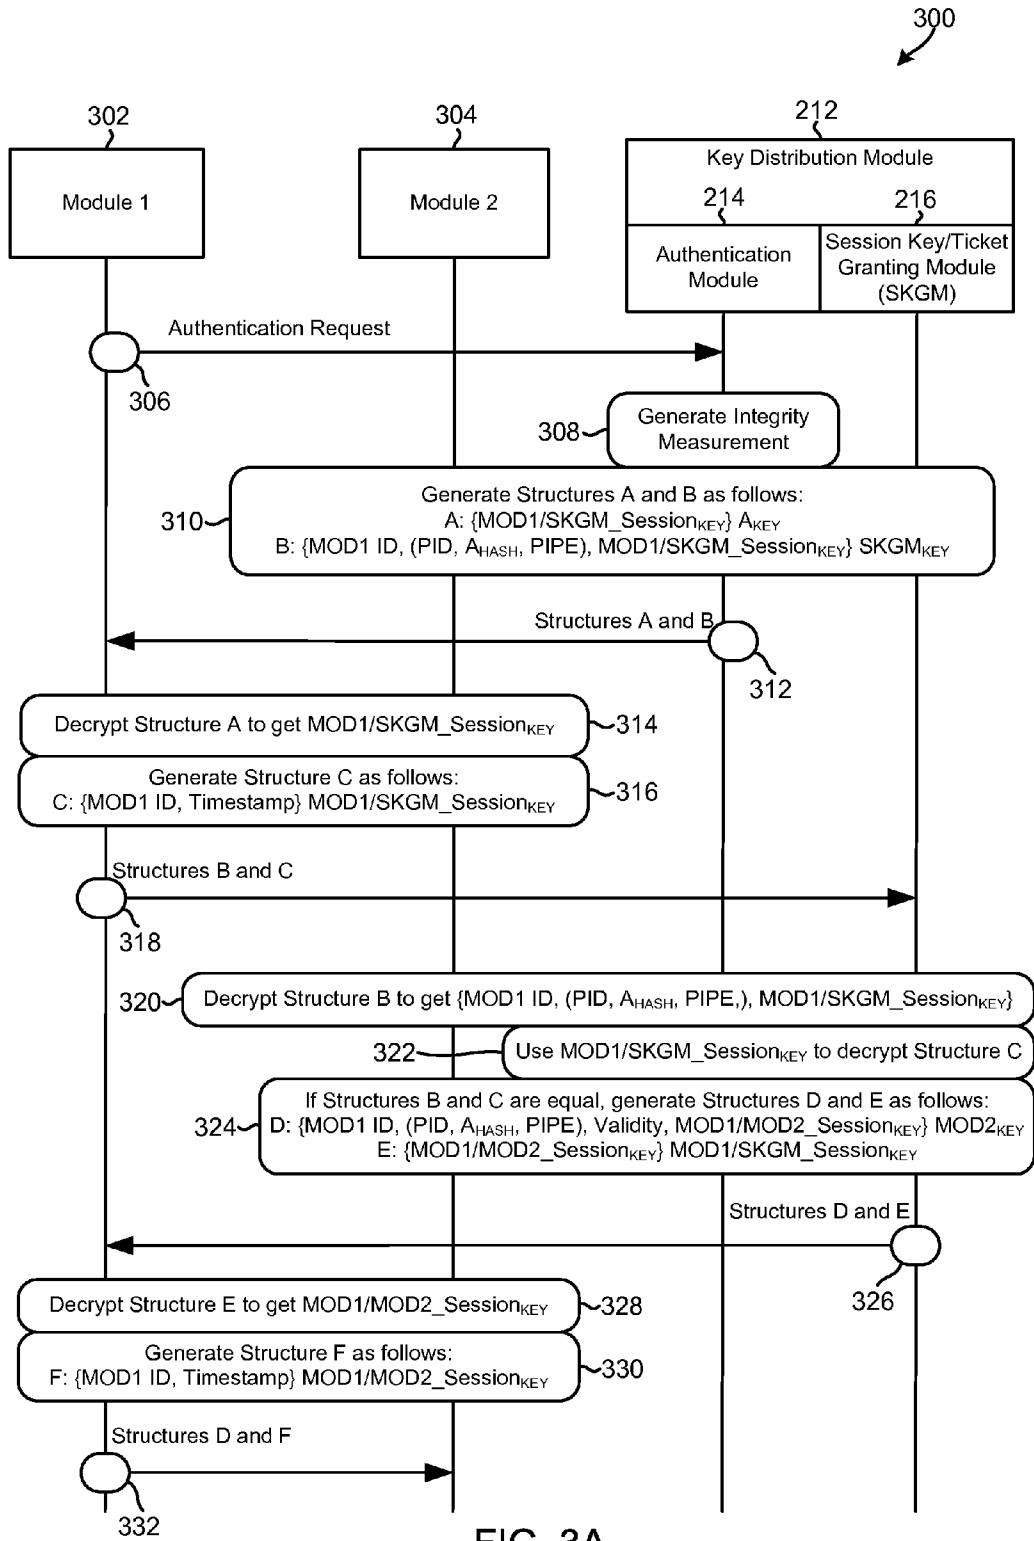 300
302
304
212
Module 1
Module 2
Key Distribution Module
214
216
Authentication
Module
Session Key/Ticket
Granting Module
(SKGM)
Authentication Request
306
308
Generate Integrity
Measurement
310
Generate Structures A and B as follows:
A: {MOD1/SKGM_SessionKEY} AKEY
B: {MOD1 ID, (PID, AHASH, PIPE), MOD1/SKGM_SessionKEY} SKGMKEY
Structures A and B
312
Decrypt Structure A to get MOD1/SKGM_SessionKEY
314
Generate Structure C as follows:
C: {MOD1 ID, Timestamp} MOD1/SKGM_SessionKEY
316
Structures B and C
318
320
Decrypt Structure B to get {MOD1 ID, (PID, AHASH, PIPE,), MOD1/SKGM_SessionKEY}
322
Use MOD1/SKGM_SessionKEY to decrypt Structure C
324
If Structures B and C are equal, generate Structures D and E as follows:
D: {MOD1 ID, (PID, AHASH, PIPE), Validity, MOD1/MOD2_SessionKEY} MOD2KEY
E: {MOD1/MOD2_SessionKEY} MOD1/SKGM_SessionKEY
Structures D and E
326
Decrypt Structure E to get MOD1/MOD2_SessionKEY
328
Generate Structure F as follows:
F: {MOD1 ID, Timestamp} MOD1/MOD2_SessionKEY
330
Structures D and F
332
FIG. 3A